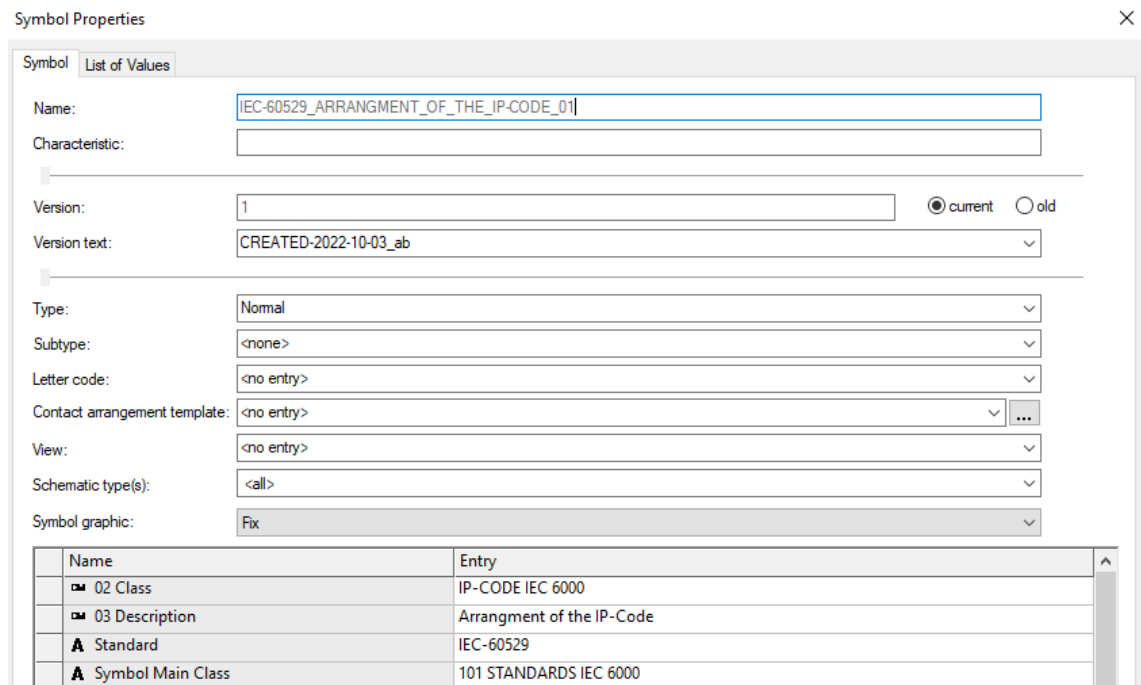 Symbol Properties
Symbol List of Values
Name: IEC-60529_ARRANGMENT_OF_THE_IP-CODE_01
Characteristic:
Version: 1 current old
Version text: CREATED-2022-10-03_ab
Type: Normal
Subtype: <none>
Letter code: <no entry>
Contact arrangement template: <no entry> ...
View: <no entry>
Schematic type(s): <all>
Symbol graphic: Fix
Name Entry
02 Class IP-CODE IEC 6000
03 Description Arrangment of the IP-Code
A Standard IEC-60529
A Symbol Main Class 101 STANDARDS IEC 6000